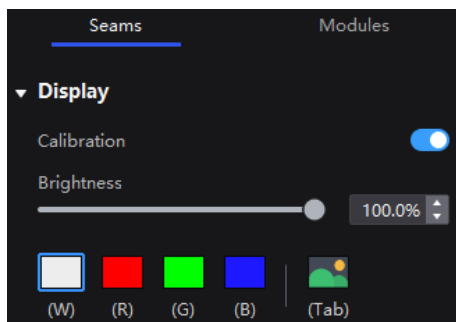 Seams Modules
Display
Calibration
Brightness
100.0%
(W) (R) (G) (B) (Tab)